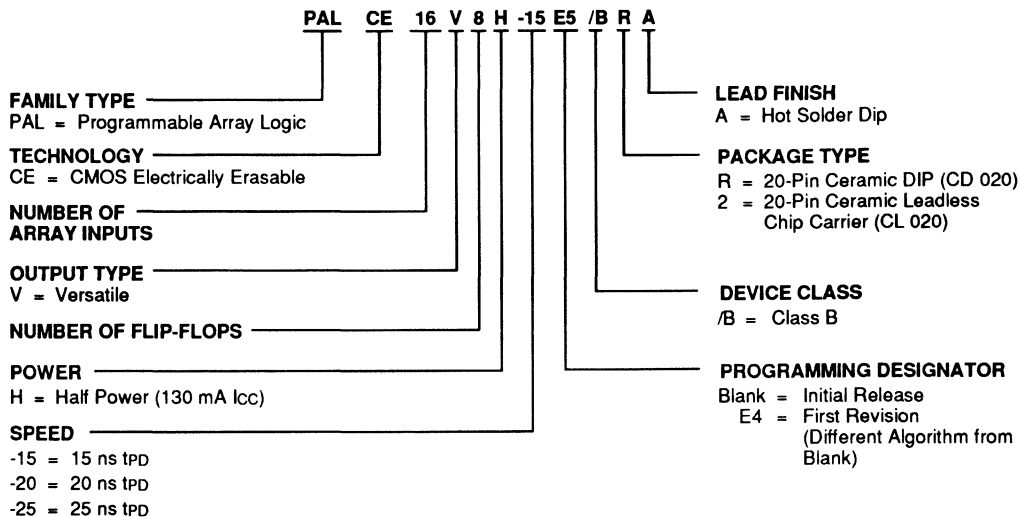 PAL CE 16 V 8 H -15 E5 /B R A
FAMILY TYPE
PAL = Programmable Array Logic
TECHNOLOGY
CE = CMOS Electrically Erasable
NUMBER OF
ARRAY INPUTS
OUTPUT TYPE
V = Versatile
NUMBER OF FLIP-FLOPS
POWER
H = Half Power (130 mA ICC)
SPEED
-15 = 15 ns tPD
-20 = 20 ns tPD
-25 = 25 ns tPD
LEAD FINISH
A = Hot Solder Dip
PACKAGE TYPE
R = 20-Pin Ceramic DIP (CD 020)
2 = 20-Pin Ceramic Leadless
Chip Carrier (CL 020)
DEVICE CLASS
/B = Class B
PROGRAMMING DESIGNATOR
Blank = Initial Release
E4 = First Revision
(Different Algorithm from
Blank)